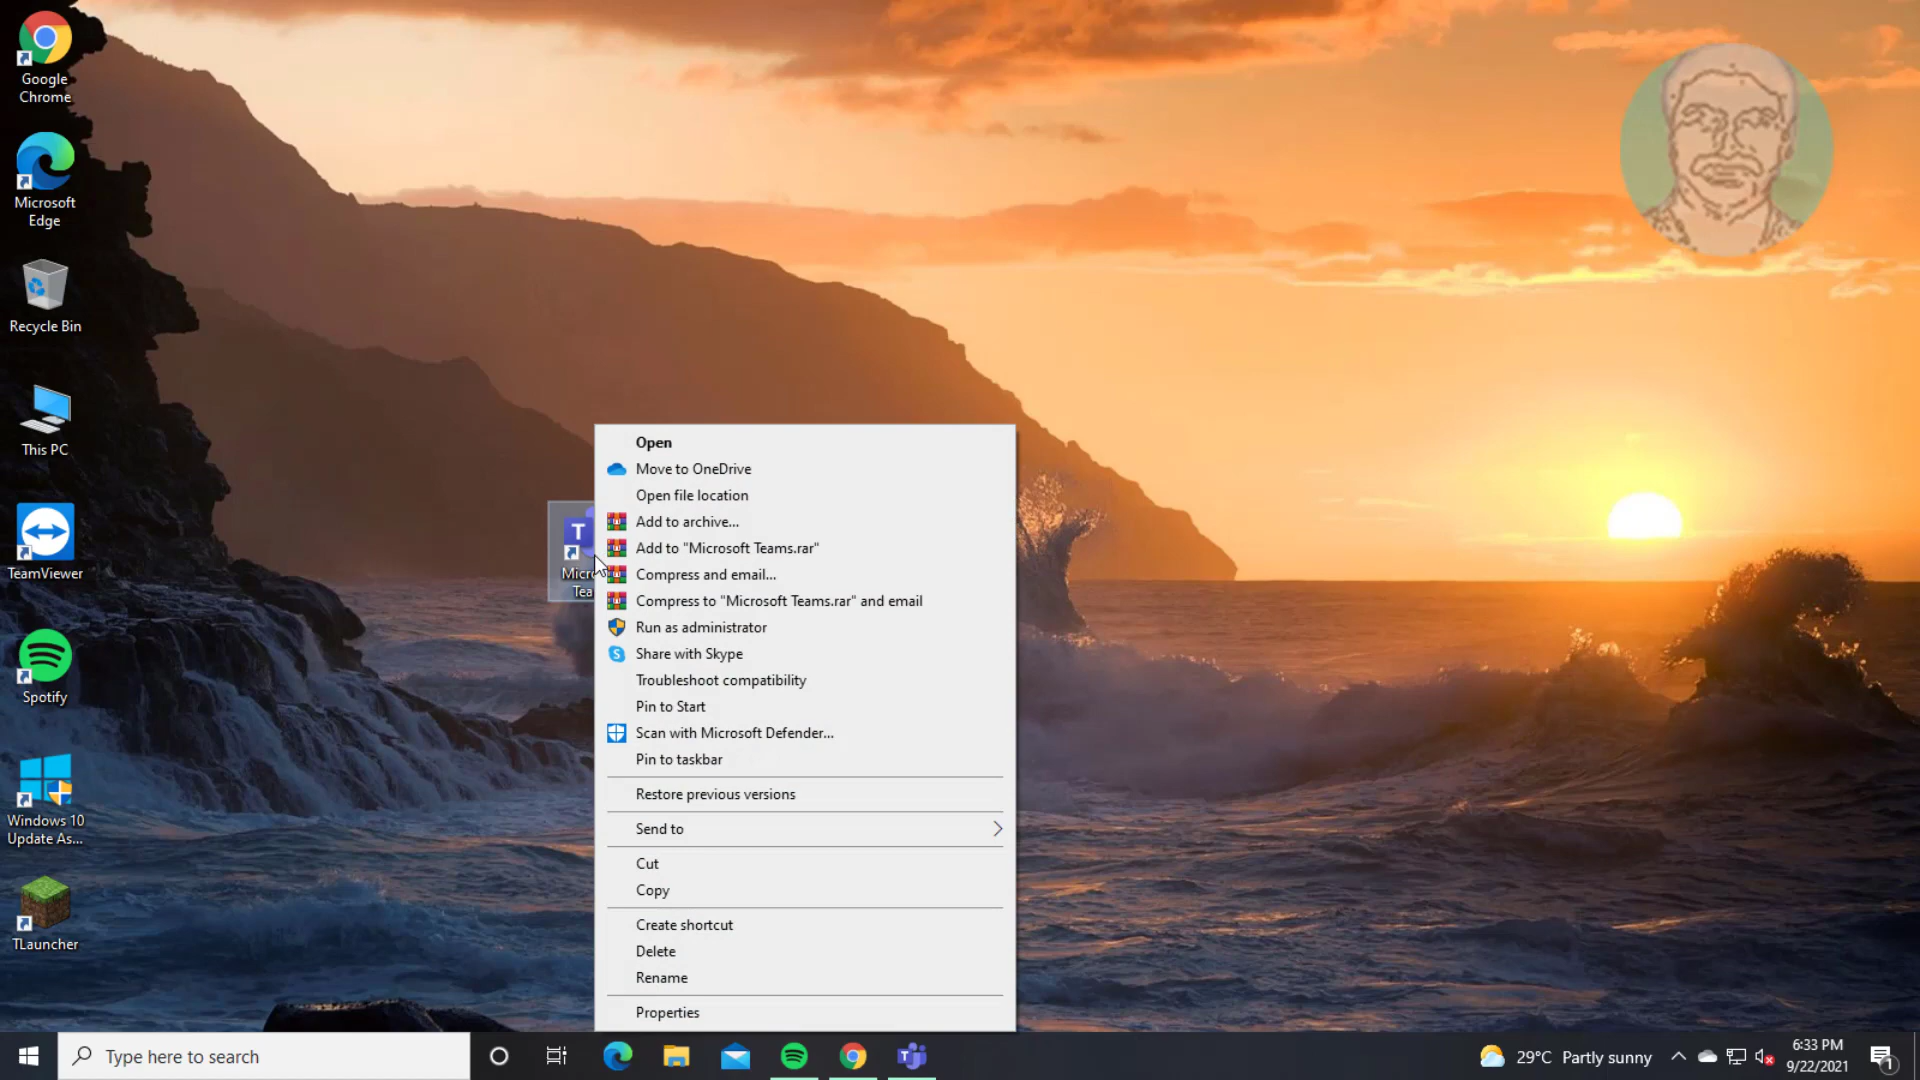 Google
Chrome
Microsoft
Edge
Recycle Bin
This PC
TeamViewer
Spotify
Windows 10
Update As...
TLauncher
T
Open
Move to OneDrive
Open file location
Add to archive...
Add to "Microsoft Teams.rar"
Compress and email...
Compress to "Microsoft Teams.rar" and email
Run as administrator
Share with Skype
Troubleshoot compatibility
Pin to Start
Scan with Microsoft Defender...
Pin to taskbar
Restore previous versions
Send to
Cut
Copy
Create shortcut
Delete
Rename
Properties
Type here to search
29°C Partly sunny
6:33 PM
9/22/2021
1